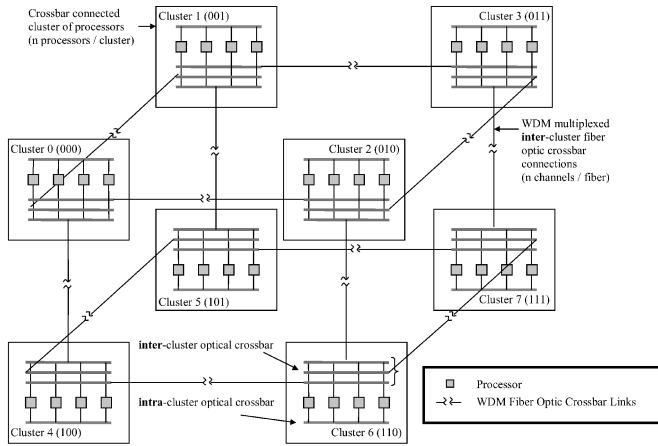 Crossbar connected
cluster of processors
(n processors / cluster)
Cluster 1 (001)
Cluster 3 (011)
WDM multiplexed
inter-cluster fiber
optic crossbar
connections
(n channels / fiber)
Cluster 0 (000)
Cluster 2 (010)
Cluster 5 (101)
Cluster 7 (111)
inter-cluster optical crossbar
intra-cluster optical crossbar
Cluster 4 (100)
Cluster 6 (110)
Processor
WDM Fiber Optic Crossbar Links